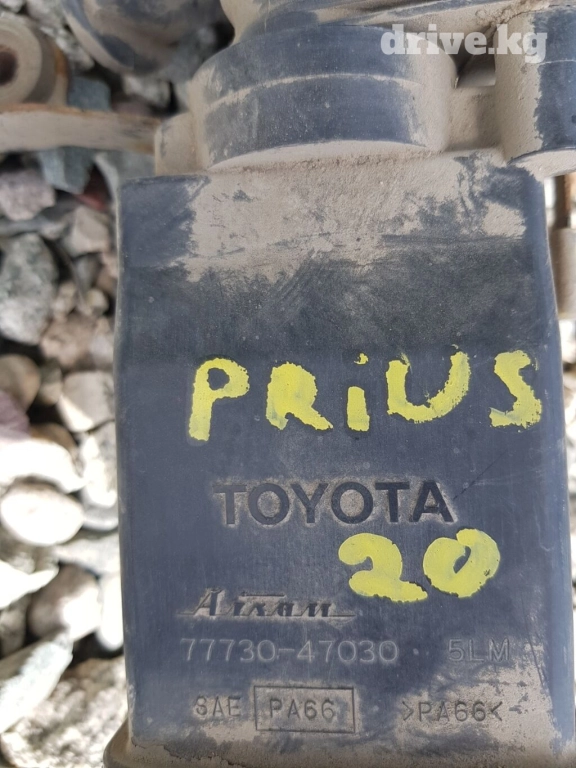 drive.kg
PRiUS
TOYOTA
20
Aisan
77730-47030 5LM
SAE PA66 >PA66<